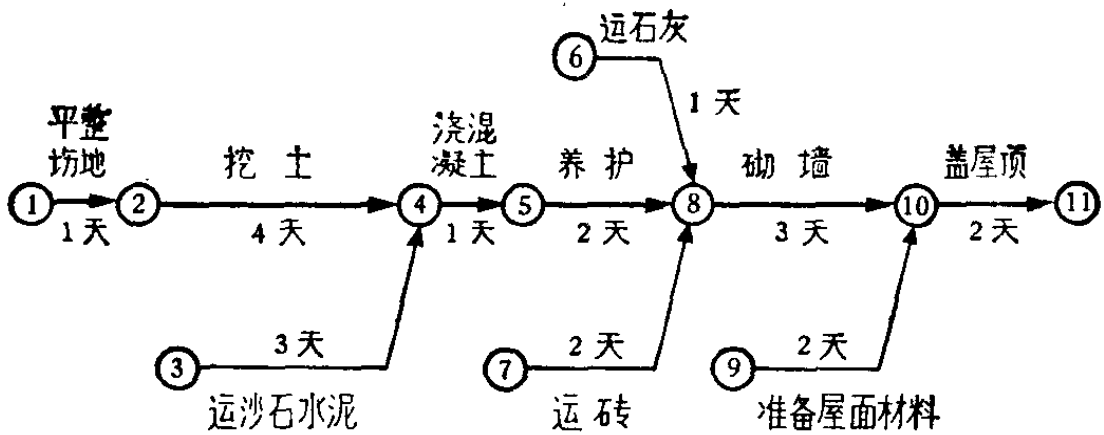 运石灰
⑥
1 天
平整
场地
挖 土
浇混
凝土
养 护
砌 墙
盖屋顶
① ② ④ ⑤ ⑧ ⑩ ⑪
1 天 4 天 1 天 2 天 3 天 2 天
3 天 2 天 2 天
③ ⑦ ⑨
运沙石水泥 运 砖 准备屋面材料